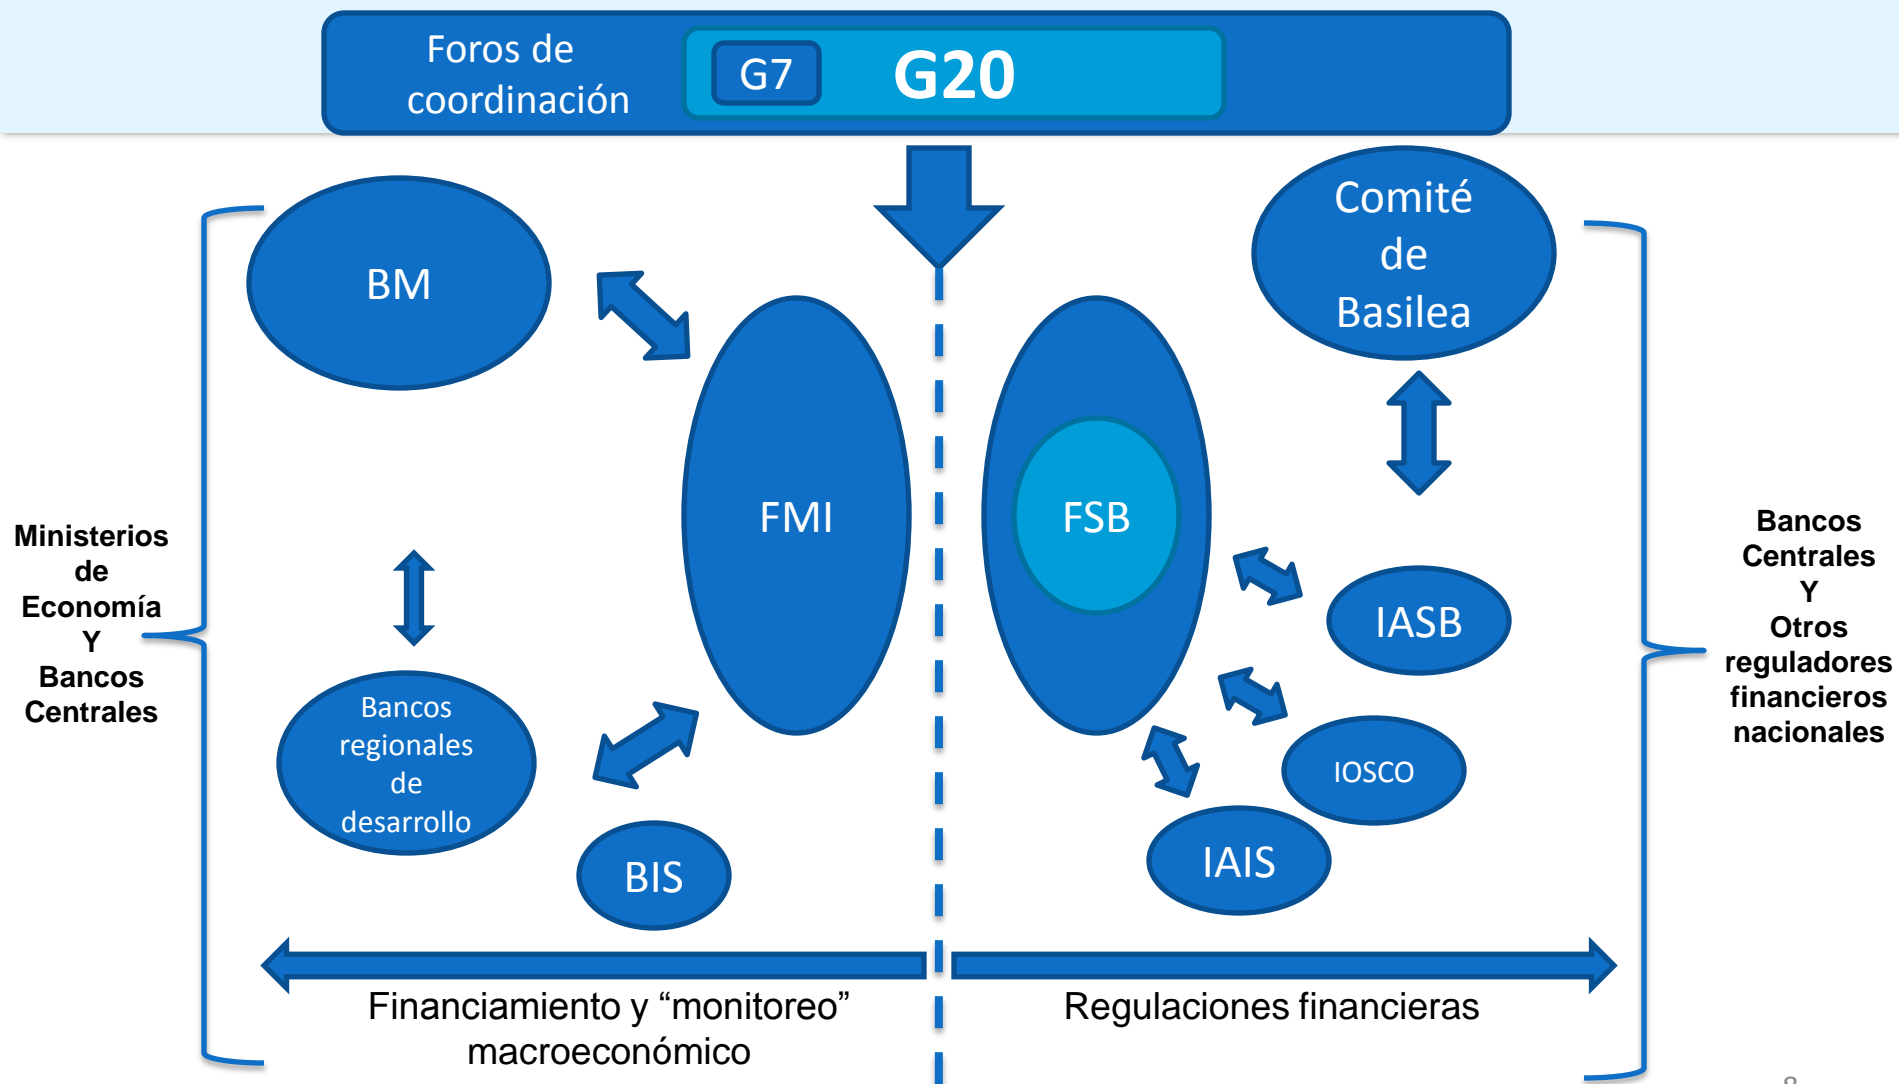 Foros de
coordinación
G7
G20
BM
Comité
de
Basilea
FMI
FSB
Ministerios
de
Economía
Y
Bancos
Centrales
Bancos
Centrales
Y
Otros
reguladores
financieros
nacionales
IASB
Bancos
regionales
de
desarrollo
IOSCO
BIS
IAIS
Financiamiento y “monitoreo”
macroeconómico
Regulaciones financieras